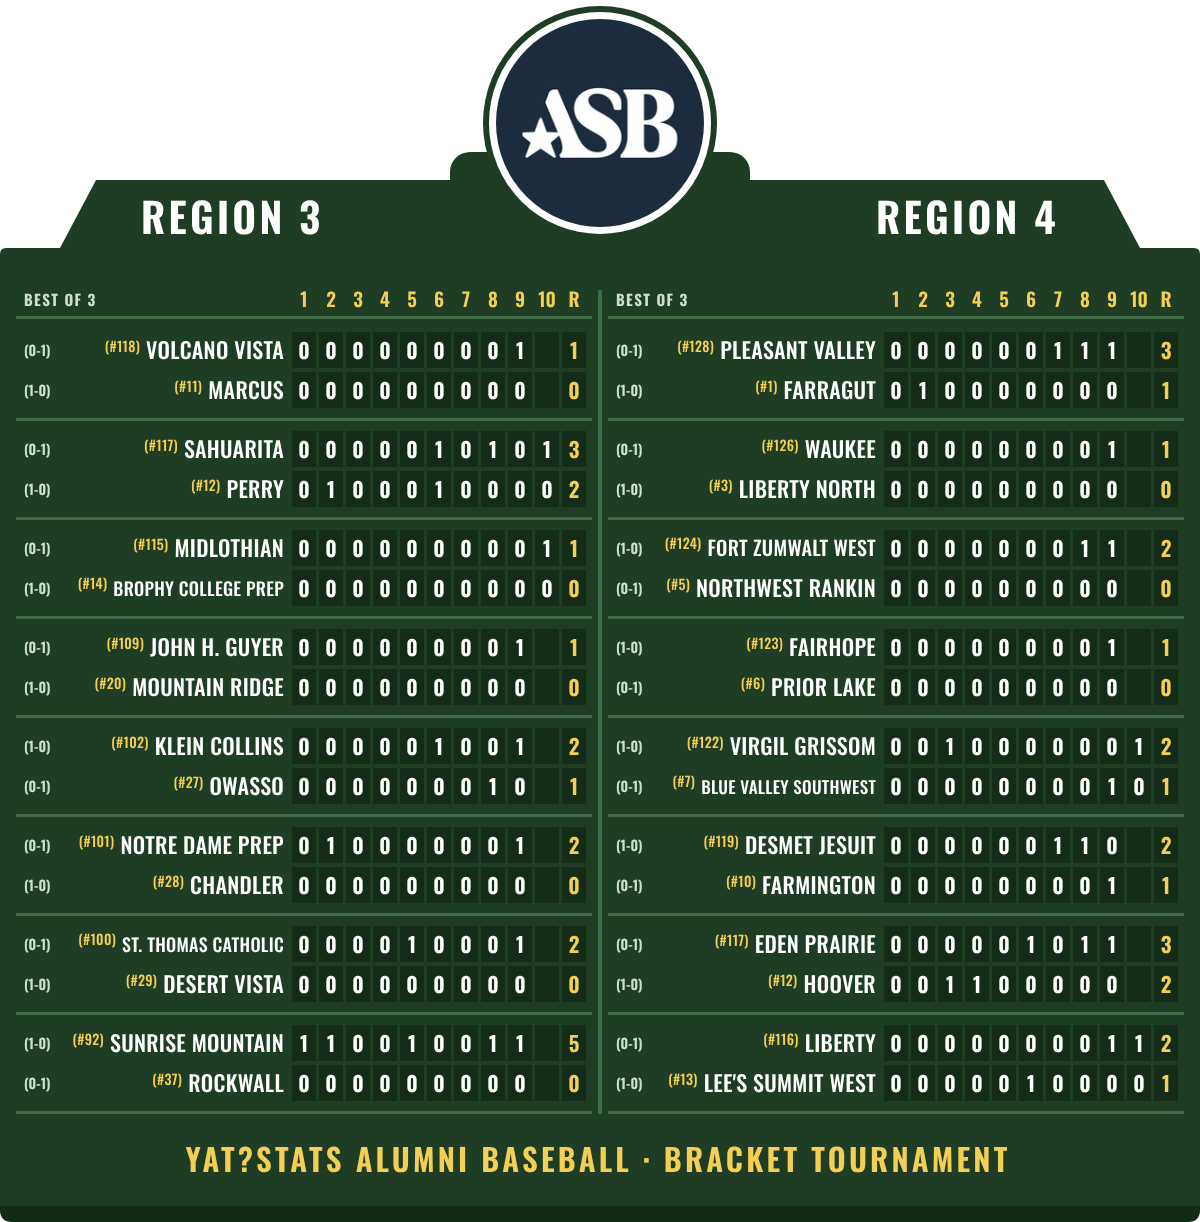 ASB
REGION 3
REGION 4
BEST OF 3 1 2 3 4 5 6 7 8 9 10 R
(0-1) (#118) VOLCANO VISTA 0 0 0 0 0 0 0 0 1 1
(1-0) (#11) MARCUS 0 0 0 0 0 0 0 0 0 0
(0-1) (#117) SAHUARITA 0 0 0 0 0 1 0 1 0 1 3
(1-0) (#12) PERRY 0 1 0 0 0 1 0 0 0 0 2
(0-1) (#115) MIDLOTHIAN 0 0 0 0 0 0 0 0 0 1 1
(1-0) (#14) BROPHY COLLEGE PREP 0 0 0 0 0 0 0 0 0 0 0
(0-1) (#109) JOHN H. GUYER 0 0 0 0 0 0 0 0 1 1
(1-0) (#20) MOUNTAIN RIDGE 0 0 0 0 0 0 0 0 0 0
(1-0) (#102) KLEIN COLLINS 0 0 0 0 0 1 0 0 1 2
(0-1) (#27) OWASSO 0 0 0 0 0 0 0 1 0 1
(0-1) (#101) NOTRE DAME PREP 0 1 0 0 0 0 0 0 1 2
(1-0) (#28) CHANDLER 0 0 0 0 0 0 0 0 0 0
(0-1) (#100) ST. THOMAS CATHOLIC 0 0 0 0 1 0 0 0 1 2
(1-0) (#29) DESERT VISTA 0 0 0 0 0 0 0 0 0 0
(1-0) (#92) SUNRISE MOUNTAIN 1 1 0 0 1 0 0 1 1 5
(0-1) (#37) ROCKWALL 0 0 0 0 0 0 0 0 0 0
BEST OF 3 1 2 3 4 5 6 7 8 9 10 R
(0-1) (#128) PLEASANT VALLEY 0 0 0 0 0 0 1 1 1 3
(1-0) (#1) FARRAGUT 0 1 0 0 0 0 0 0 0 1
(0-1) (#126) WAUKEE 0 0 0 0 0 0 0 0 1 1
(1-0) (#3) LIBERTY NORTH 0 0 0 0 0 0 0 0 0 0
(1-0) (#124) FORT ZUMWALT WEST 0 0 0 0 0 0 0 1 1 2
(0-1) (#5) NORTHWEST RANKIN 0 0 0 0 0 0 0 0 0 0
(1-0) (#123) FAIRHOPE 0 0 0 0 0 0 0 0 1 1
(0-1) (#6) PRIOR LAKE 0 0 0 0 0 0 0 0 0 0
(1-0) (#122) VIRGIL GRISSOM 0 0 1 0 0 0 0 0 0 1 2
(0-1) (#7) BLUE VALLEY SOUTHWEST 0 0 0 0 0 0 0 0 1 0 1
(1-0) (#119) DESMET JESUIT 0 0 0 0 0 0 1 1 0 2
(0-1) (#10) FARMINGTON 0 0 0 0 0 0 0 0 1 1
(0-1) (#117) EDEN PRAIRIE 0 0 0 0 0 1 0 1 1 3
(1-0) (#12) HOOVER 0 0 1 1 0 0 0 0 0 2
(0-1) (#116) LIBERTY 0 0 0 0 0 0 0 0 1 1 2
(1-0) (#13) LEE'S SUMMIT WEST 0 0 0 0 0 1 0 0 0 0 1
YAT?STATS ALUMNI BASEBALL · BRACKET TOURNAMENT